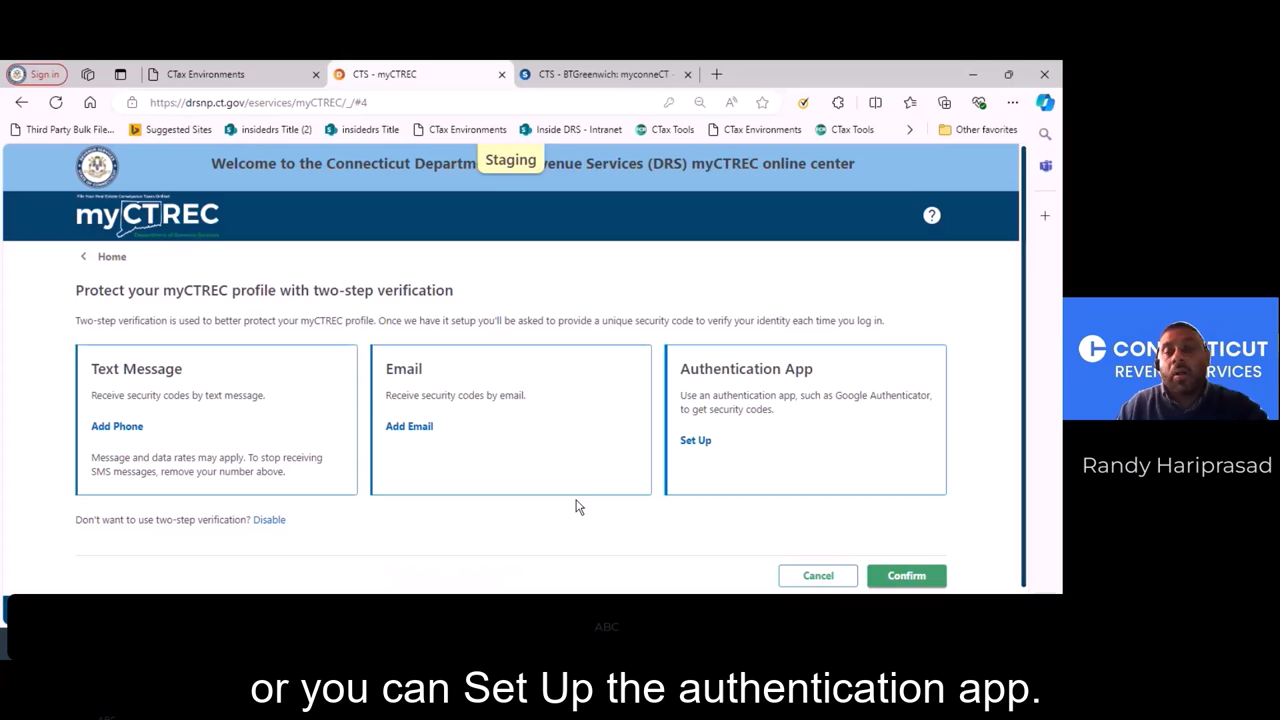 Sign in
CTax Environments
CTS - myCTREC
CTS - BTGreenwich: myconneCT
https://drsnp.ct.gov/eservices/myCTREC/_/#4
Third Party Bulk File...
Suggested Sites
insidedrs Title (2)
insidedrs Title
CTax Environments
Inside DRS - Intranet
CTax Tools
CTax Environments
CTax Tools
Other favorites
Staging
Welcome to the Connecticut Departm enue Services (DRS) myCTREC online center
myCTREC
Home
Protect your myCTREC profile with two-step verification
Two-step verification is used to better protect your myCTREC profile. Once we have it setup you'll be asked to provide a unique security code to verify your identity each time you log in.
Text Message
Receive security codes by text message.
Add Phone
Message and data rates may apply. To stop receiving
SMS messages, remove your number above.
Email
Receive security codes by email.
Add Email
Authentication App
Use an authentication app, such as Google Authenticator,
to get security codes.
Set Up
Don't want to use two-step verification? Disable
Cancel
Confirm
CON ICUT
REVE RVICES
Randy Hariprasad
ABC
or you can Set Up the authentication app.